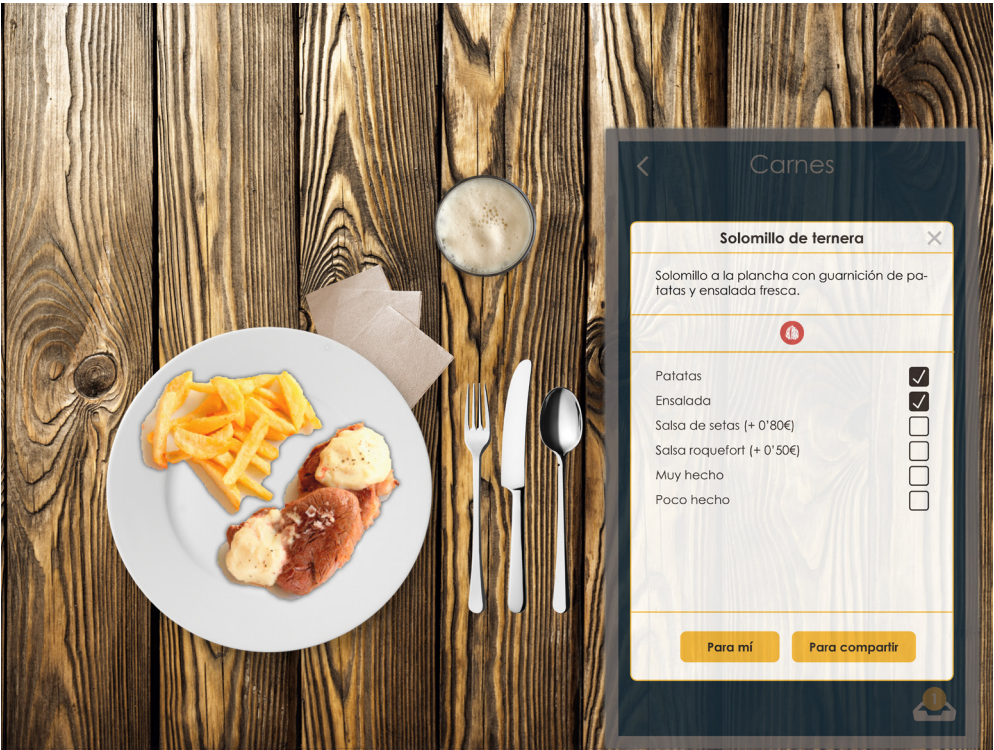 Carnes
Solomillo de ternera
Solomillo a la plancha con guarnición de pa-
tatas y ensalada fresca.
Patatas
Ensalada
Salsa de setas (+ 0'80€)
Salsa roquefort (+ 0'50€)
Muy hecho
Poco hecho
Para mí
Para compartir